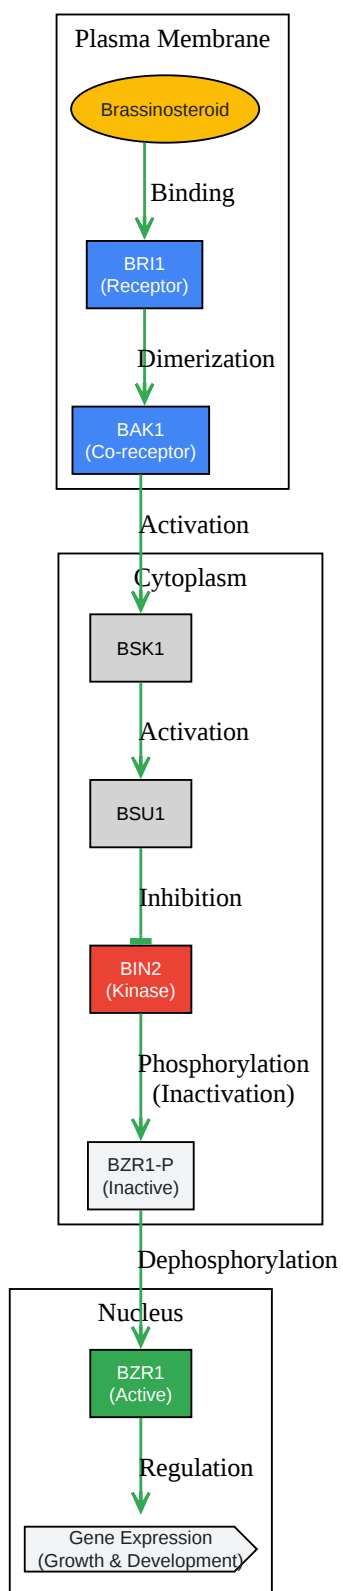 Plasma Membrane
Brassinosteroid
Binding
BRI1
(Receptor)
Dimerization
BAK1
(Co-receptor)
Activation
Cytoplasm
BSK1
Activation
BSU1
Inhibition
BIN2
(Kinase)
Phosphorylation
(Inactivation)
BZR1-P
(Inactive)
Dephosphorylation
Nucleus
BZR1
(Active)
Regulation
Gene Expression
(Growth & Development)